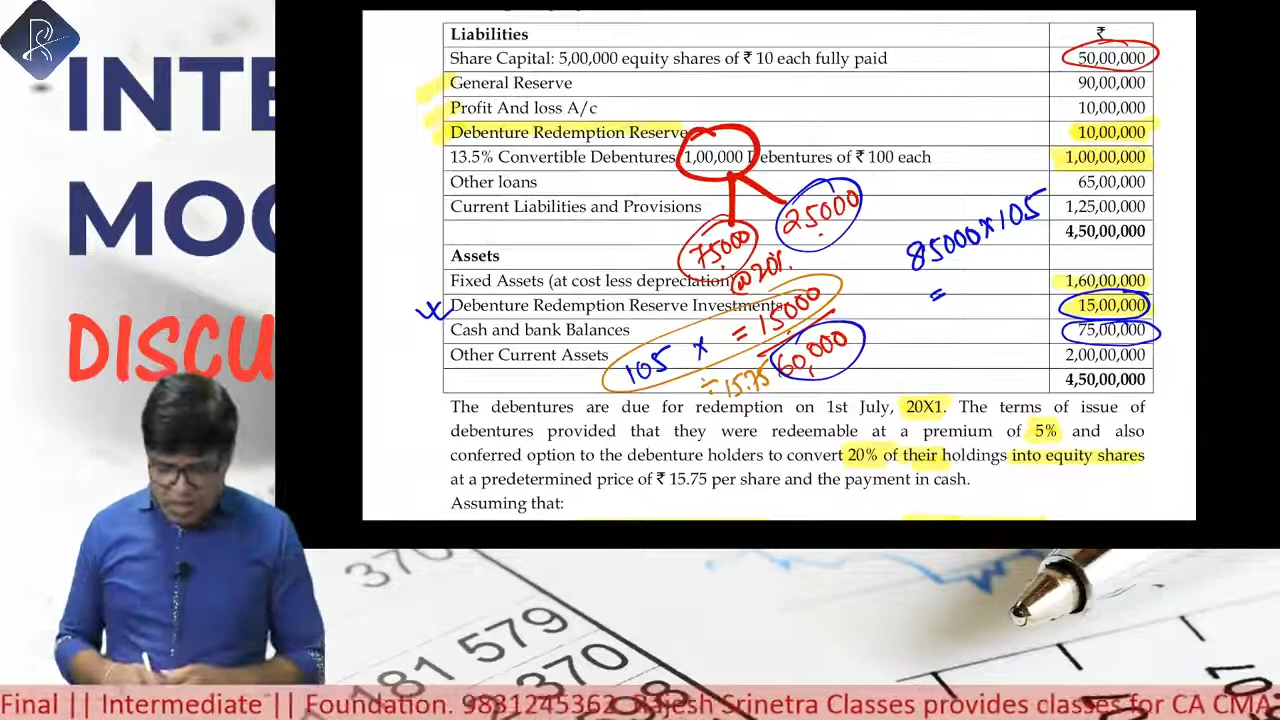 INTE
MOC
DISCU
Liabilities ₹
Share Capital: 5,00,000 equity shares of ₹ 10 each fully paid 50,00,000
General Reserve 90,00,000
Profit And loss A/c 10,00,000
Debenture Redemption Reserve 10,00,000
13.5% Convertible Debentures 1,00,000 Debentures of ₹ 100 each 1,00,00,000
Other loans 65,00,000
Current Liabilities and Provisions 1,25,00,000
4,50,00,000
Assets
Fixed Assets (at cost less depreciation) 1,60,00,000
Debenture Redemption Reserve Investments 15,00,000
Cash and bank Balances 75,00,000
Other Current Assets 2,00,00,000
4,50,00,000
75000
25000
@20%
= 15000
60,000
105 ×
÷ 15.75
85000×105
=
The debentures are due for redemption on 1st July, 20X1. The terms of issue of
debentures provided that they were redeemable at a premium of 5% and also
conferred option to the debenture holders to convert 20% of their holdings into equity shares
at a predetermined price of ₹ 15.75 per share and the payment in cash.
Assuming that:
370
579
181
370
Final || Intermediate || Foundation. 9831245362 Rajesh Srinetra Classes provides classes for CA CMA